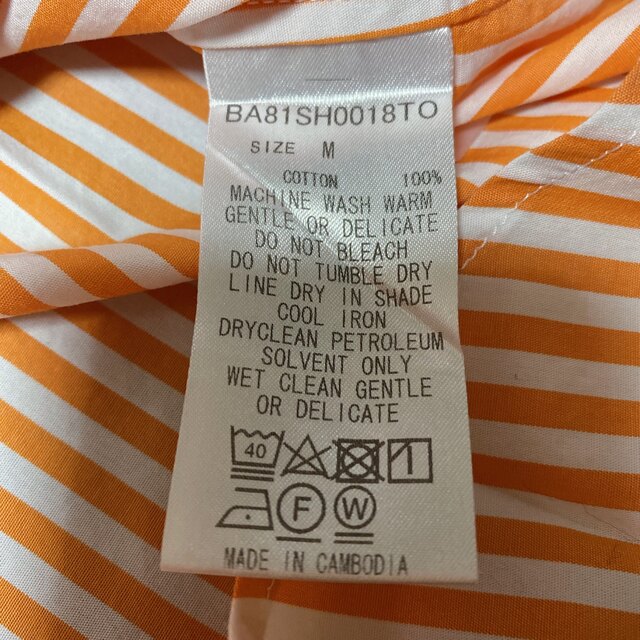 BA81SH0018TO
SIZE M
COTTON 100%
MACHINE WASH WARM
GENTLE OR DELICATE
DO NOT BLEACH
DO NOT TUMBLE DRY
LINE DRY IN SHADE
COOL IRON
DRYCLEAN PETROLEUM
SOLVENT ONLY
WET CLEAN GENTLE
OR DELICATE
40
F W
MADE IN CAMBODIA